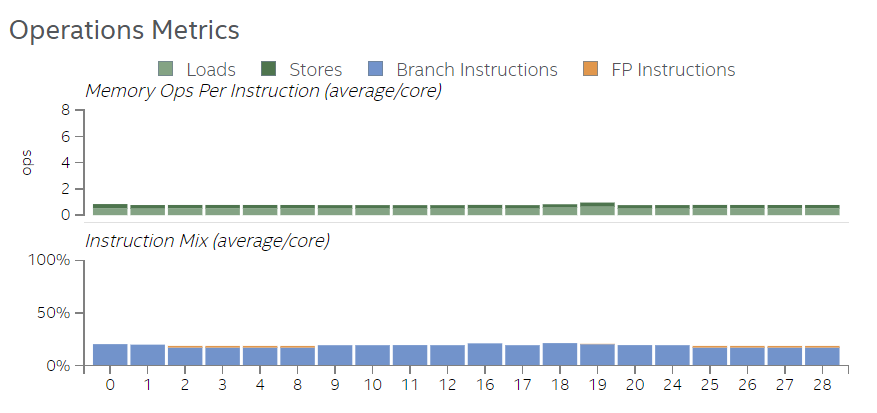 Operations Metrics
Loads Stores Branch Instructions FP Instructions
Memory Ops Per Instruction (average/core)
8
6
4
2
0
ops
Instruction Mix (average/core)
100%
50%
0%
0 1 2 3 4 8 9 10 11 12 16 17 18 19 20 24 25 26 27 28